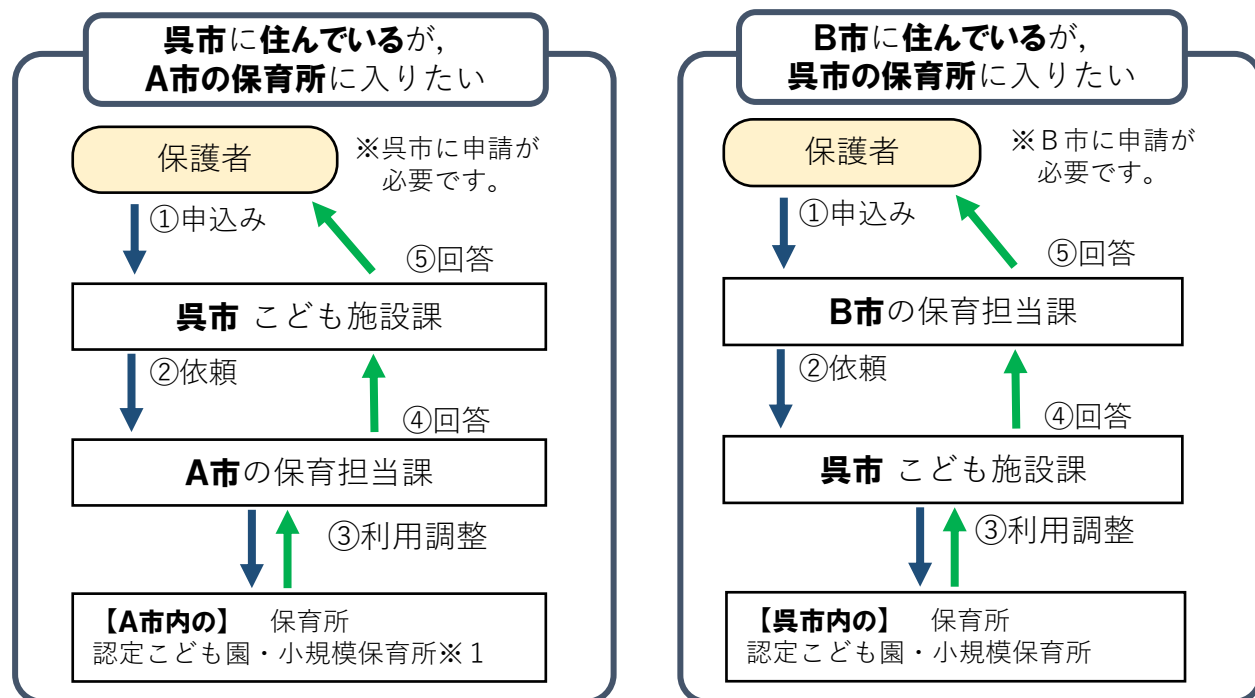 呉市に住んでいるが,
A市の保育所に入りたい
保護者
※呉市に申請が
必要です。
①申込み
⑤回答
呉市 こども施設課
②依頼
④回答
A市の保育担当課
③利用調整
【A市内の】 保育所
認定こども園・小規模保育所※１
B市に住んでいるが,
呉市の保育所に入りたい
保護者
※Ｂ市に申請が
必要です。
①申込み
⑤回答
B市の保育担当課
②依頼
④回答
呉市 こども施設課
③利用調整
【呉市内の】 保育所
認定こども園・小規模保育所